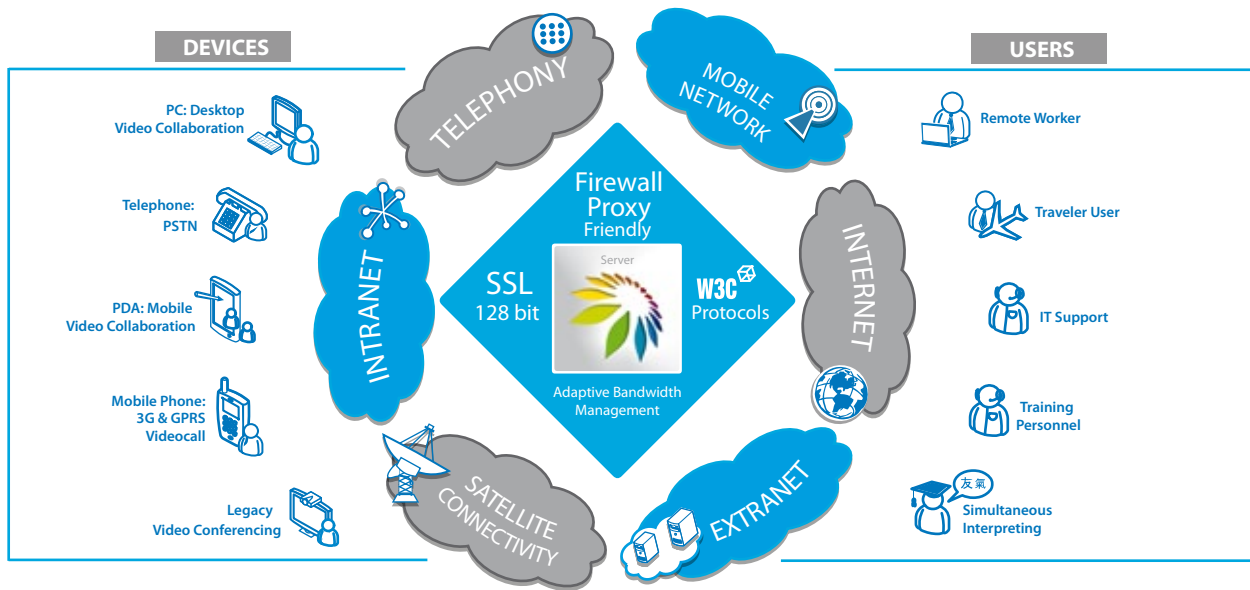 DEVICES
PC: Desktop
Video Collaboration
Telephone:
PSTN
PDA: Mobile
Video Collaboration
Mobile Phone:
3G & GPRS
Videocall
Legacy
Video Conferencing
TELEPHONY
MOBILE
NETWORK
INTRANET
INTERNET
SATELLITE
CONNECTIVITY
EXTRANET
Firewall
Proxy
Friendly
Server
SSL
128 bit
W3C
Protocols
Adaptive Bandwidth
Management
USERS
Remote Worker
Traveler User
IT Support
Training
Personnel
友氣
Simultaneous
Interpreting